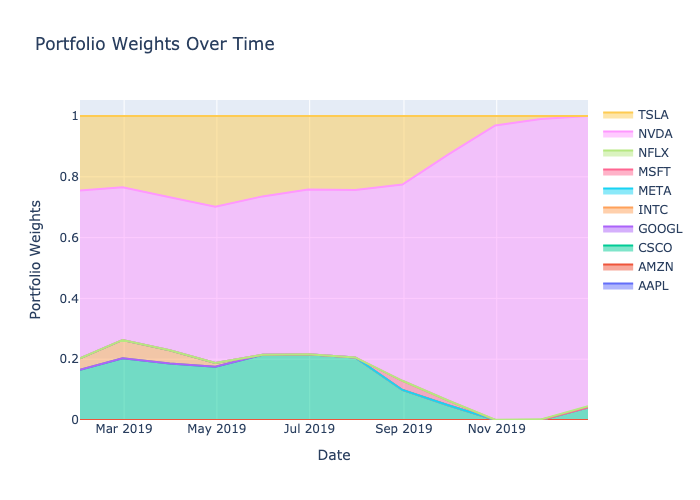 Portfolio Weights Over Time
TSLA
NVDA
NFLX
MSFT
META
INTC
GOOGL
CSCO
AMZN
AAPL
1
0.8
0.6
0.4
0.2
0
Portfolio Weights
Mar 2019 May 2019 Jul 2019 Sep 2019 Nov 2019
Date